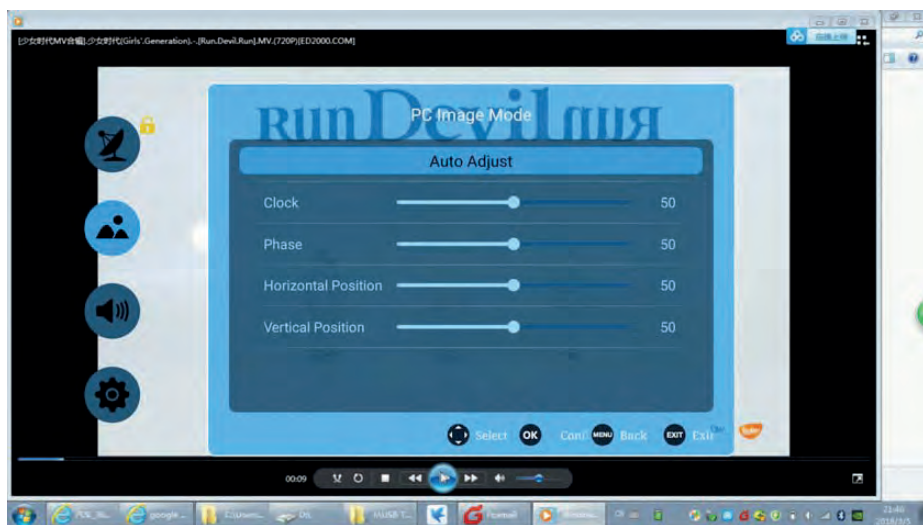 [少女时代MV合辑].少女时代(Girls'.Generation).-.[Run.Devil.Run].MV.(720P)[ED2000.COM]
Run Devil Run
PC Image Mode
Auto Adjust
Clock 50
Phase 50
Horizontal Position 50
Vertical Position 50
Select OK MENU Back EXIT Exit
00:09
google
21:40